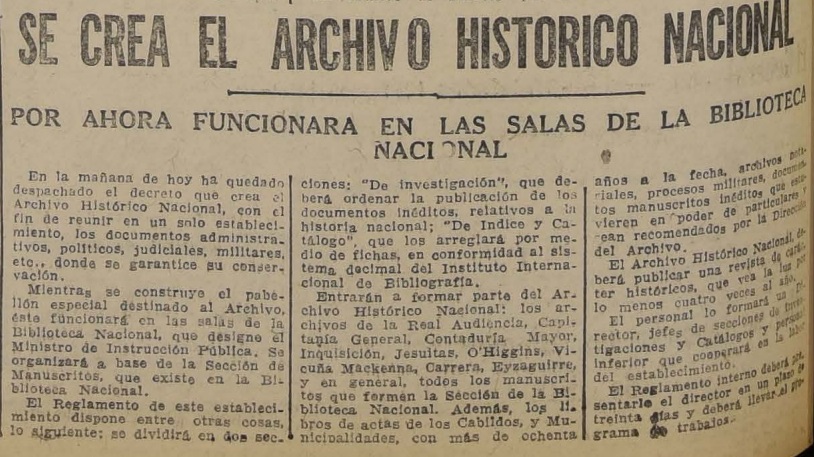 SE CREA EL ARCHIVO HISTORICO NACIONAL
POR AHORA FUNCIONARA EN LAS SALAS DE LA BIBLIOTECA
NACIONAL
En la mañana de hoy ha quedado
despachado el decreto que crea el
Archivo Histórico Nacional, con el
fin de reunir en un solo estableci-
miento, los documentos administra-
tivos, políticos, judiciales, militares,
etc., donde se garantice su conser-
vación.
Mientras se construye el pabe-
llón especial destinado al Archivo,
éste funcionará en las salas de la
Biblioteca Nacional, que designe el
Ministro de Instrucción Pública. Se
organizará a base de la Sección de
Manuscritos, que existe en la Bi-
blioteca Nacional.
El Reglamento de este estableci-
miento dispone entre otras cosas,
lo siguiente: se dividirá en dos sec-
ciones: "De investigación", que de-
berá ordenar la publicación de los
documentos inéditos, relativos a la
historia nacional; "De Indice y Ca-
tálogo", que los arreglará por me-
dio de fichas, en conformidad al sis-
tema decimal del Instituto Interna-
cional de Bibliografía.
Entrarán a formar parte del Ar-
chivo Histórico Nacional: los ar-
chivos de la Real Audiencia, Capi-
tanía General, Contaduría Mayor,
Inquisición, Jesuitas, O'Higgins, Vi-
cuña Mackenna, Carrera, Eyzaguirre,
y en general, todos los manuscri-
tos que formen la Sección de la Bi-
blioteca Nacional. Además, los li-
bros de actas de los Cabildos, y Mu-
nicipalidades, con más de ochenta
años a la fecha, archivos nota-
riales, procesos militares, documen-
tos manuscritos inéditos que estu-
vieren en poder de particulares y
sean recomendados por la Dirección
del Archivo.
El Archivo Histórico Nacional, de-
berá publicar una revista de carác-
ter históricos, que vea la luz por
lo menos cuatro veces al año.
El personal lo formará un di-
rector, jefes de secciones de inves-
tigaciones y Catálogos y personal
inferior que cooperará en la labor
del establecimiento.
El Reglamento interno deberá pre-
sentarle el director en un plazo de
treinta días y deberá llevar el pro-
grama de trabajos.